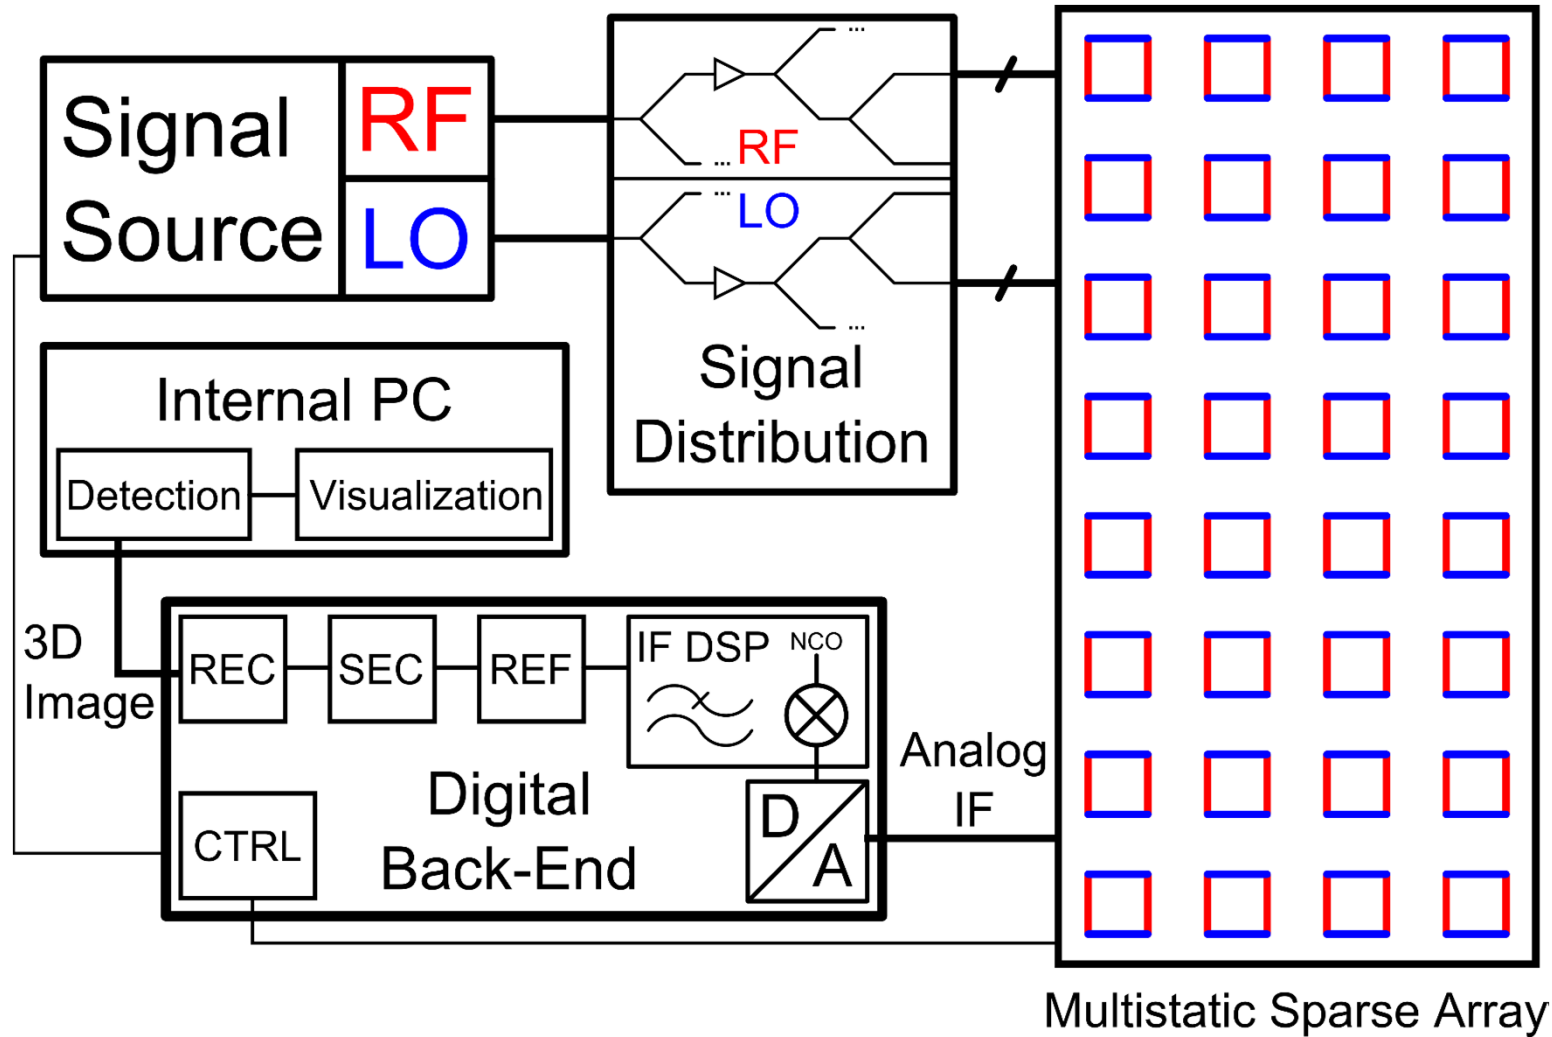 Signal
Source
RF
LO
...
...
RF
...
LO
...
Signal
Distribution
Internal PC
Detection
Visualization
3D
Image
REC
SEC
REF
IF DSP
NCO
D
A
Analog
IF
Digital
Back-End
CTRL
Multistatic Sparse Array